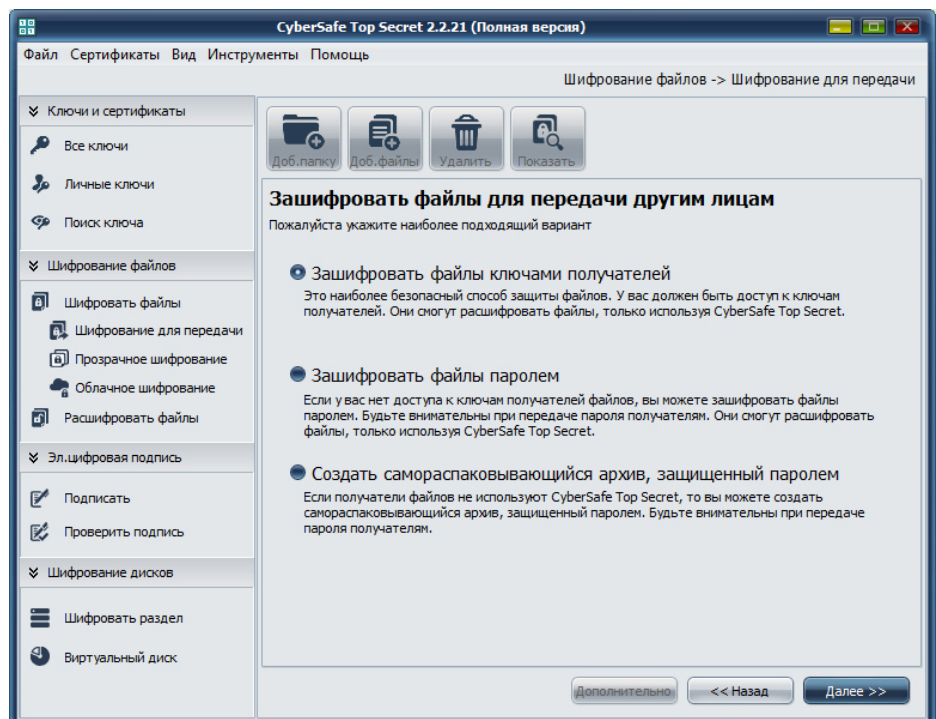 CyberSafe Top Secret 2.2.21 (Полная версия)
Файл Сертификаты Вид Инструменты Помощь
Шифрование файлов -> Шифрование для передачи
Ключи и сертификаты
Все ключи
Личные ключи
Поиск ключа
Шифрование файлов
Шифровать файлы
Шифрование для передачи
Прозрачное шифрование
Облачное шифрование
Расшифровать файлы
Эл.цифровая подпись
Подписать
Проверить подпись
Шифрование дисков
Шифровать раздел
Виртуальный диск
Доб.папку Доб.файлы Удалить Показать
Зашифровать файлы для передачи другим лицам
Пожалуйста укажите наиболее подходящий вариант
Зашифровать файлы ключами получателей
Это наиболее безопасный способ защиты файлов. У вас должен быть доступ к ключам
получателей. Они смогут расшифровать файлы, только используя CyberSafe Top Secret.
Зашифровать файлы паролем
Если у вас нет доступа к ключам получателей файлов, вы можете зашифровать файлы
паролем. Будьте внимательны при передаче пароля получателям. Они смогут расшифровать
файлы, только используя CyberSafe Top Secret.
Создать самораспаковывающийся архив, защищенный паролем
Если получатели файлов не используют CyberSafe Top Secret, то вы можете создать
самораспаковывающийся архив, защищенный паролем. Будьте внимательны при передаче
пароля получателям.
Дополнительно << Назад Далее >>